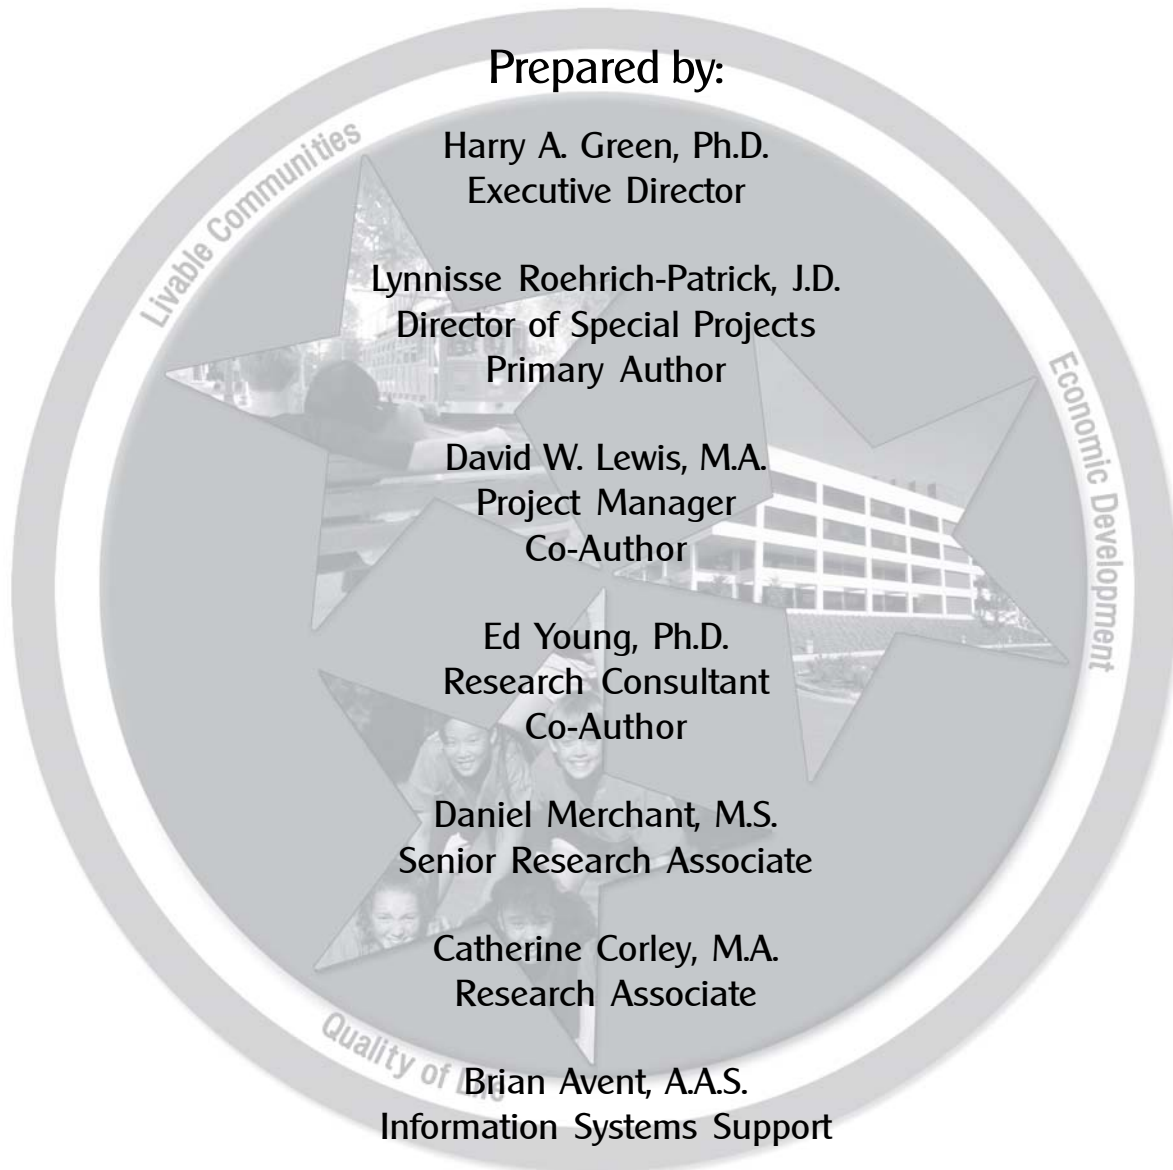 Prepared by:
Harry A. Green, Ph.D.
Executive Director
Lynnisse Roehrich-Patrick, J.D.
Director of Special Projects
Primary Author
David W. Lewis, M.A.
Project Manager
Co-Author
Ed Young, Ph.D.
Research Consultant
Co-Author
Daniel Merchant, M.S.
Senior Research Associate
Catherine Corley, M.A.
Research Associate
Brian Avent, A.A.S.
Information Systems Support
Livable Communities
Economic Development
Quality of Life